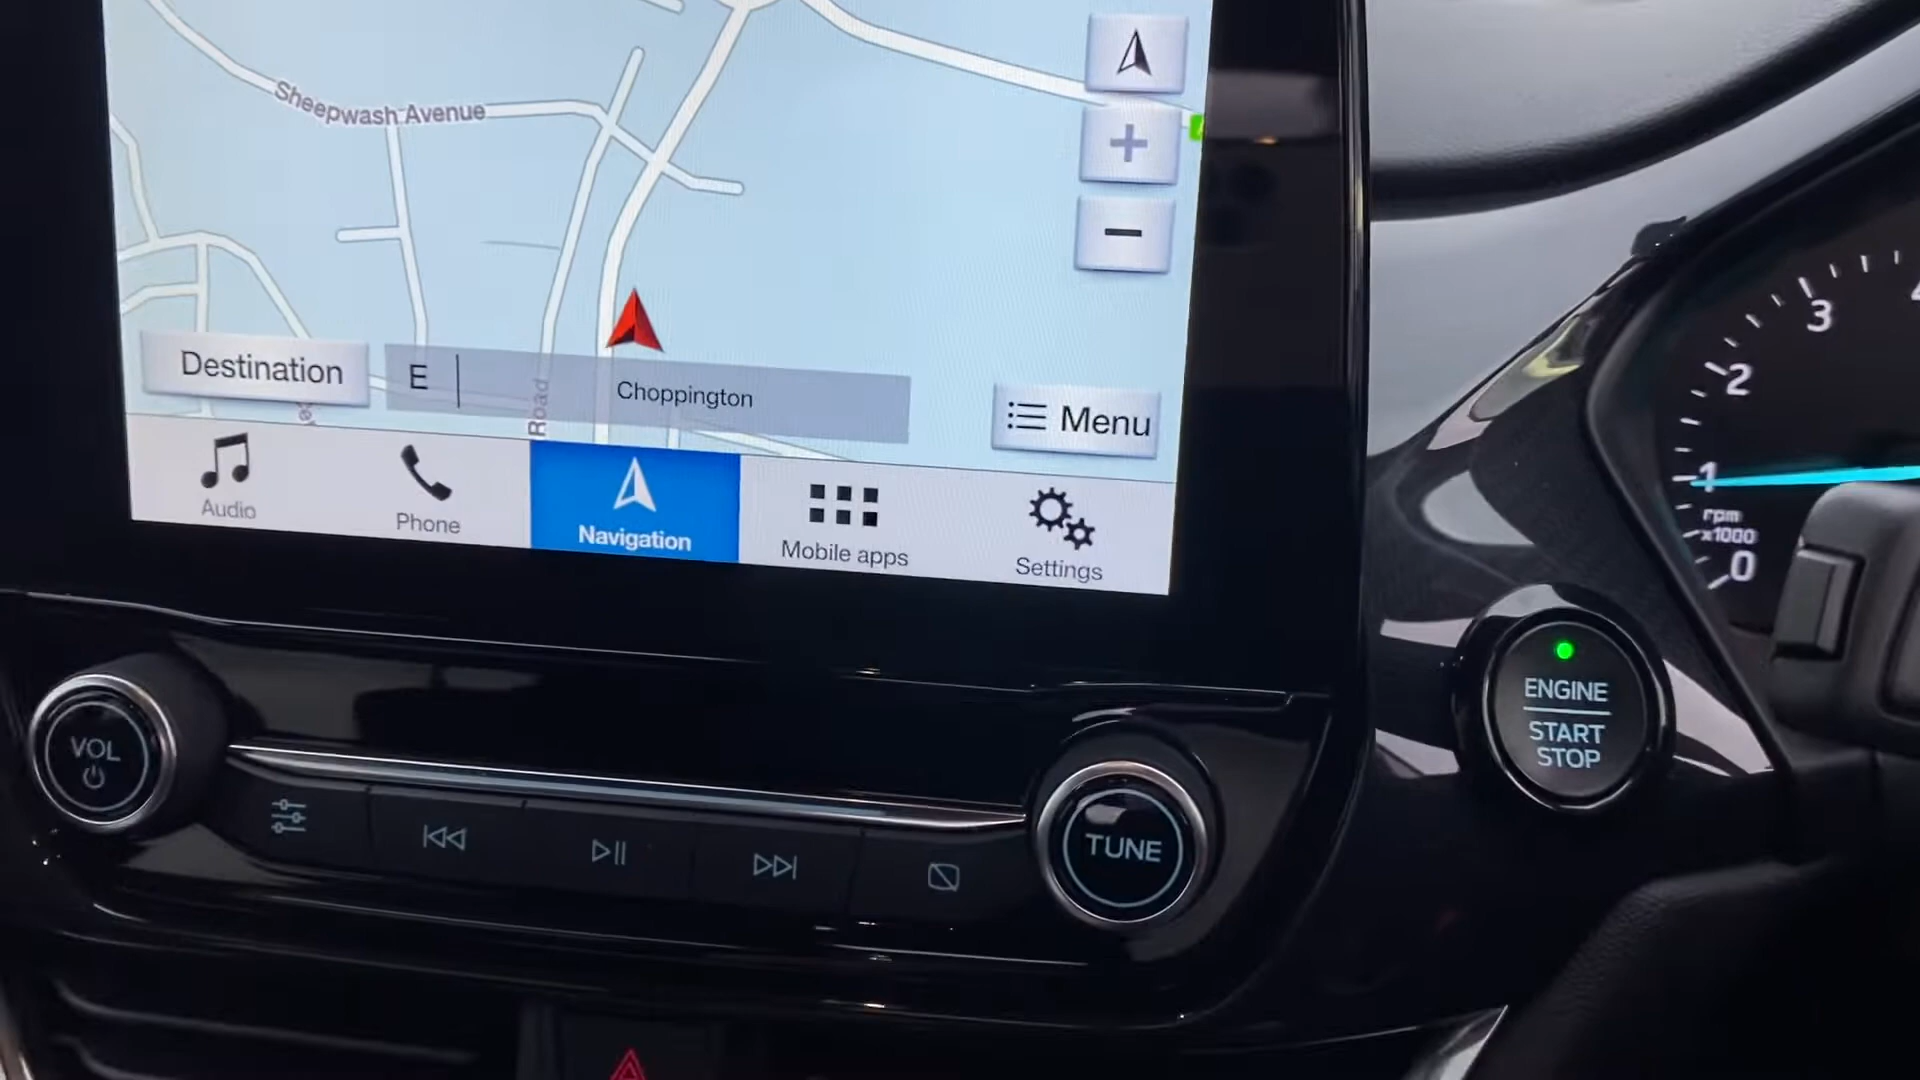 Sheepwash Avenue
+
−
Destination
E
Choppington
Menu
Road
Audio
Phone
Navigation
Mobile apps
Settings
3
2
1
rpm
x1000
0
ENGINE
START
STOP
VOL
TUNE